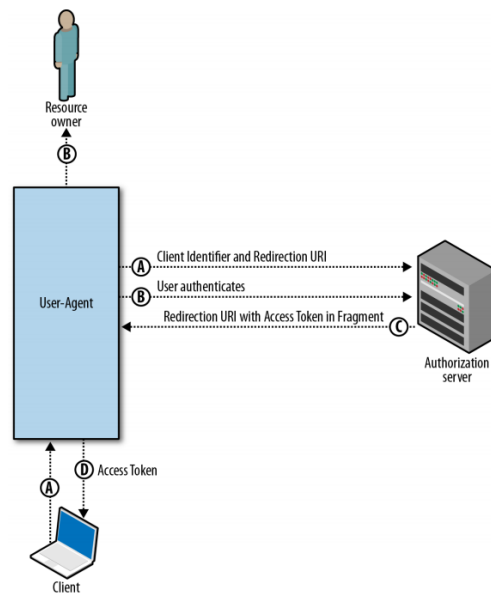 Resource
owner
B
A
Client Identifier and Redirection URI
B
User authenticates
User-Agent
Redirection URI with Access Token in Fragment
C
Authorization
server
D
Access Token
A
Client